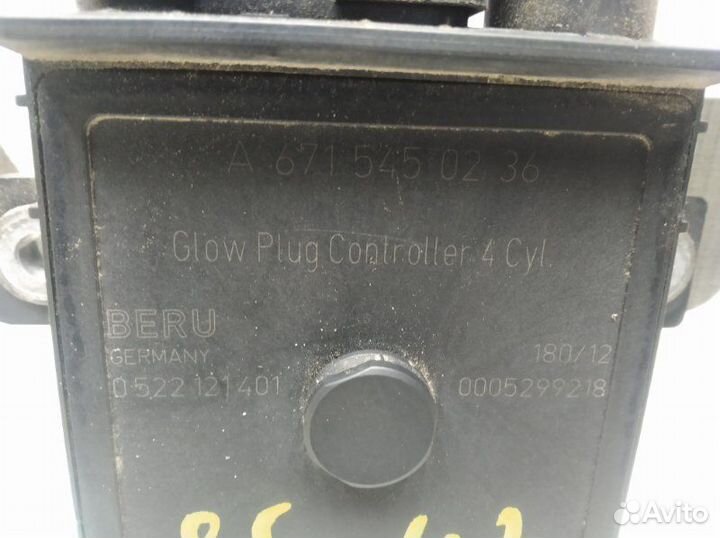 A 671 545 02 36
Glow Plug Controller 4 Cyl.
BERU
GERMANY
180/12
0 522 121 401
0005299218
Avito